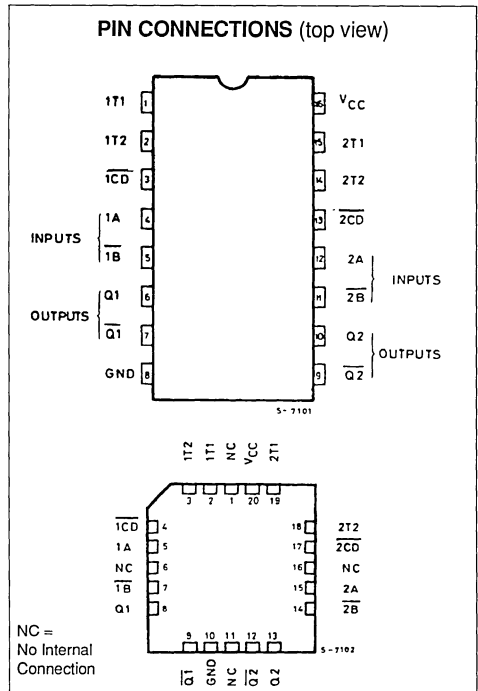 PIN CONNECTIONS (top view)
1T1 1 16 VCC
1T2 2 15 2T1
1CD 3 14 2T2
INPUTS 1A 4 13 2CD
1B 5 12 2A INPUTS
OUTPUTS Q1 6 11 2B
Q1 7 10 Q2 OUTPUTS
GND 8 9 Q2
S-7101
1T2 1T1 NC VCC 2T1
3 2 1 20 19
1CD 4 18 2T2
1A 5 17 2CD
NC 6 16 NC
1B 7 15 2A
Q1 8 14 2B
9 10 11 12 13
S-7102
Q1 GND NC Q2 Q2
NC =
No Internal
Connection